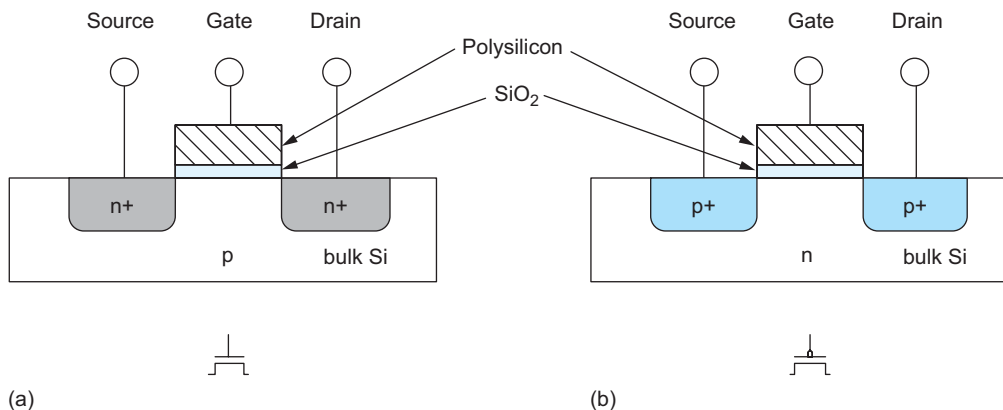 Source Gate Drain
Source Gate Drain
Polysilicon
SiO₂
n+ n+
p bulk Si
p+ p+
n bulk Si
(a)
(b)